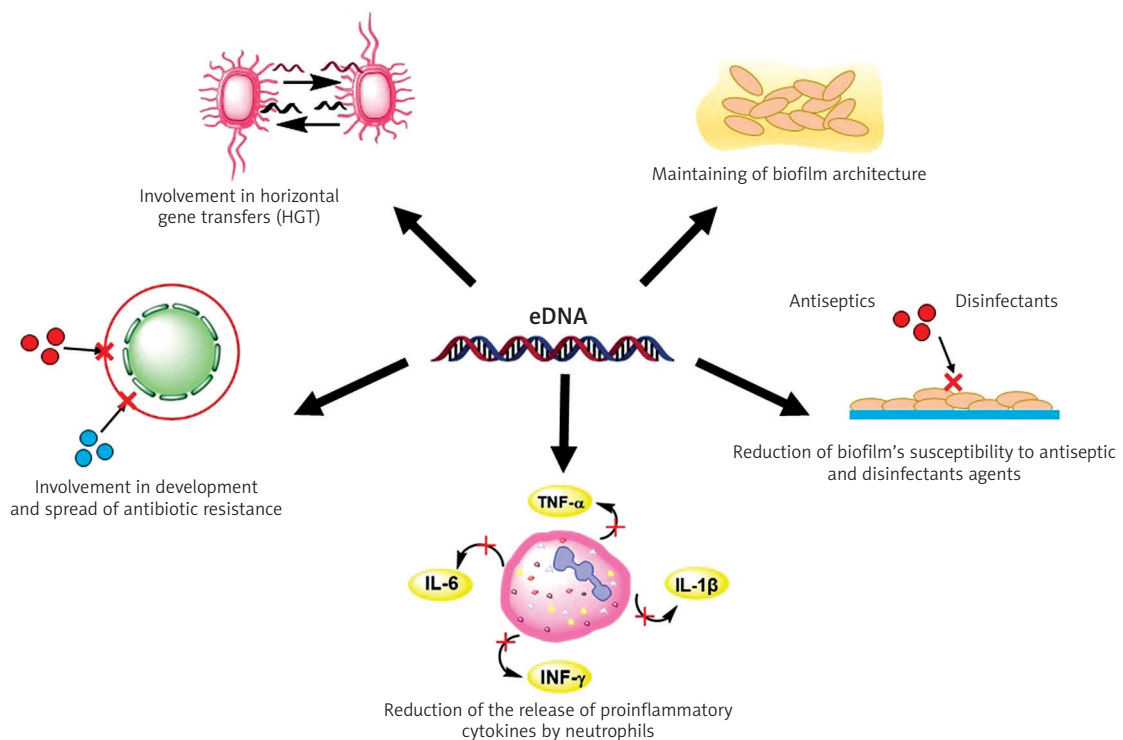 Involvement in horizontal
gene transfers (HGT)
Maintaining of biofilm architecture
eDNA
Antiseptics
Disinfectants
Involvement in development
and spread of antibiotic resistance
Reduction of biofilm's susceptibility to antiseptic
and disinfectants agents
TNF-α
IL-6
IL-1β
INF-γ
Reduction of the release of proinflammatory
cytokines by neutrophils